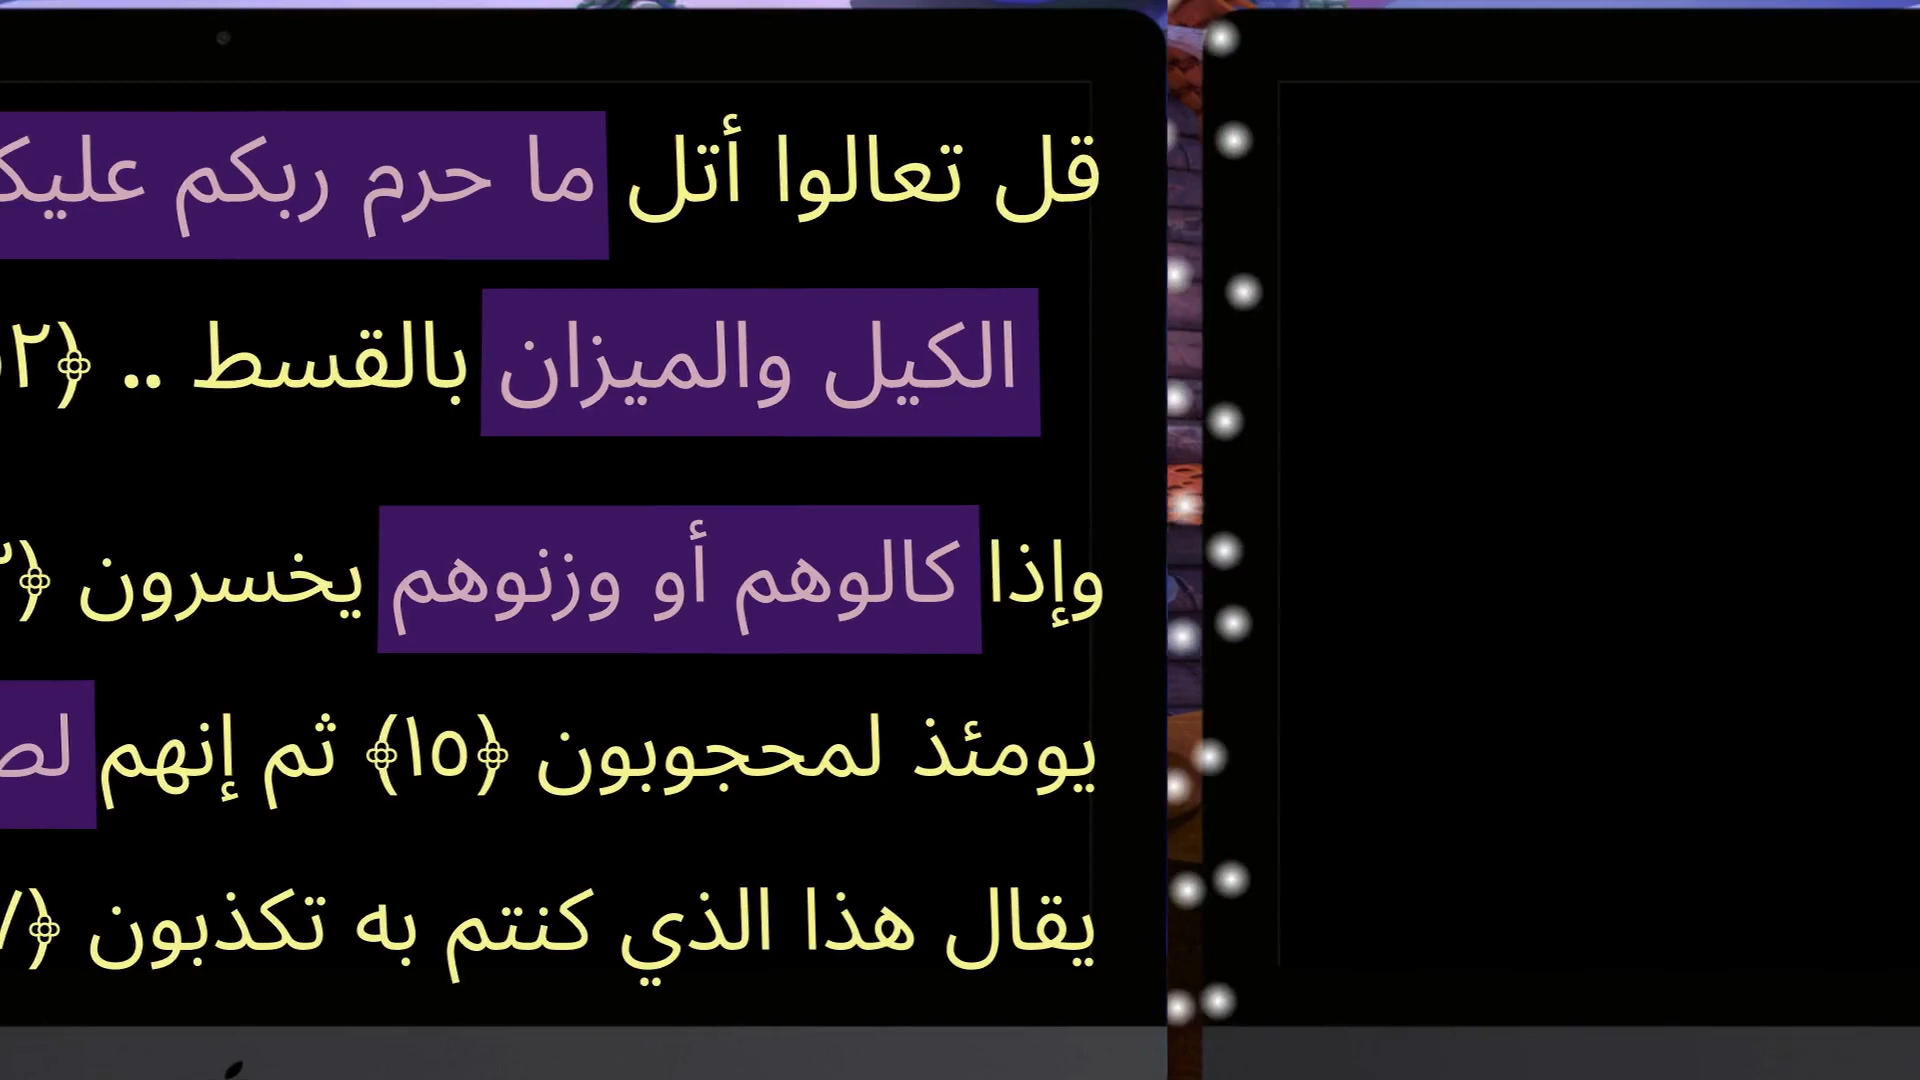 قل تعالوا أتل ما حرم ربكم
الكيل والميزان بالقسط ..
وإذا كالوهم أو وزنوهم يخسرون
يومئذ لمحجوبون ﴿١٥﴾ ثم إنهم
يقال هذا الذي كنتم به تكذبون